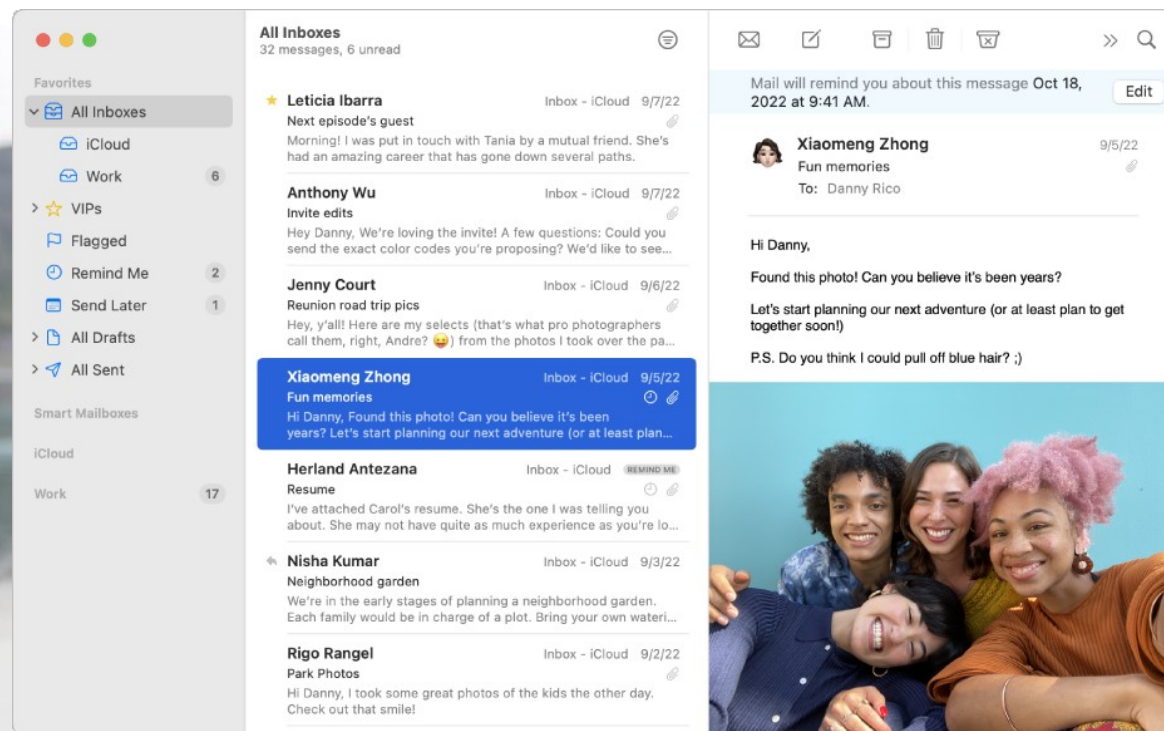 Favorites
All Inboxes
iCloud
Work 6
VIPs
Flagged
Remind Me 2
Send Later 1
All Drafts
All Sent
Smart Mailboxes
iCloud
Work 17
All Inboxes
32 messages, 6 unread
Leticia Ibarra Inbox - iCloud 9/7/22
Next episode's guest
Morning! I was put in touch with Tania by a mutual friend. She's
had an amazing career that has gone down several paths.
Anthony Wu Inbox - iCloud 9/7/22
Invite edits
Hey Danny, We're loving the invite! A few questions: Could you
send the exact color codes you're proposing? We'd like to see...
Jenny Court Inbox - iCloud 9/6/22
Reunion road trip pics
Hey, y'all! Here are my selects (that's what pro photographers
call them, right, Andre? 😝) from the photos I took over the pa...
Xiaomeng Zhong Inbox - iCloud 9/5/22
Fun memories
Hi Danny, Found this photo! Can you believe it's been
years? Let's start planning our next adventure (or at least plan...
Herland Antezana Inbox - iCloud REMIND ME
Resume
I've attached Carol's resume. She's the one I was telling you
about. She may not have quite as much experience as you're lo...
Nisha Kumar Inbox - iCloud 9/3/22
Neighborhood garden
We're in the early stages of planning a neighborhood garden.
Each family would be in charge of a plot. Bring your own wateri...
Rigo Rangel Inbox - iCloud 9/2/22
Park Photos
Hi Danny, I took some great photos of the kids the other day.
Check out that smile!
Mail will remind you about this message Oct 18,
2022 at 9:41 AM.
Edit
Xiaomeng Zhong 9/5/22
Fun memories
To: Danny Rico
Hi Danny,
Found this photo! Can you believe it's been years?
Let's start planning our next adventure (or at least plan to get
together soon!)
P.S. Do you think I could pull off blue hair? ;)